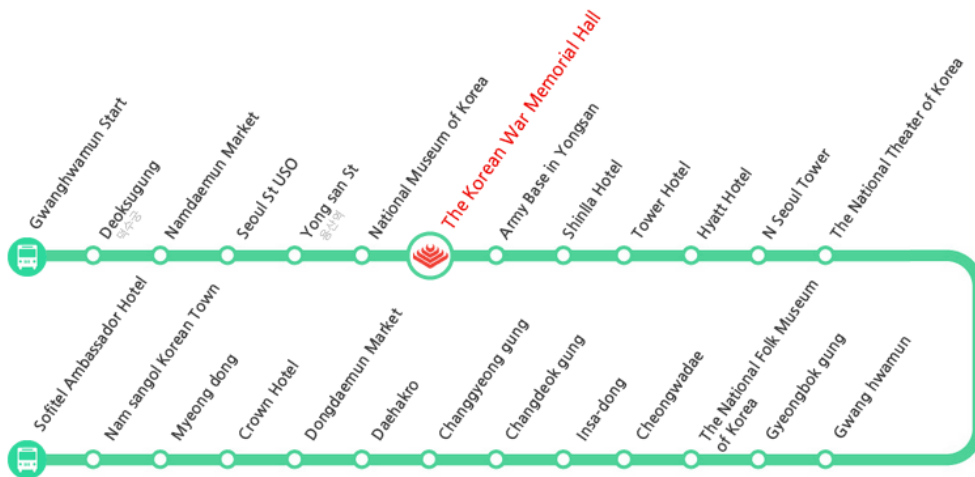 Gwanghwamun Start
Deoksugung
덕수궁
Namdaemun Market
Seoul St USO
Yong san St
용산역
National Museum of Korea
The Korean War Memorial Hall
Army Base in Yongsan
Shinlla Hotel
Tower Hotel
Hyatt Hotel
N Seoul Tower
The National Theater of Korea
Sofitel Ambassador Hotel
Nam sangol Korean Town
Myeong dong
Crown Hotel
Dongdaemun Market
Daehakro
Changgyeong gung
Changdeok gung
Insa-dong
Cheongwadae
The National Folk Museum
of Korea
Gyeongbok gung
Gwang hwamun